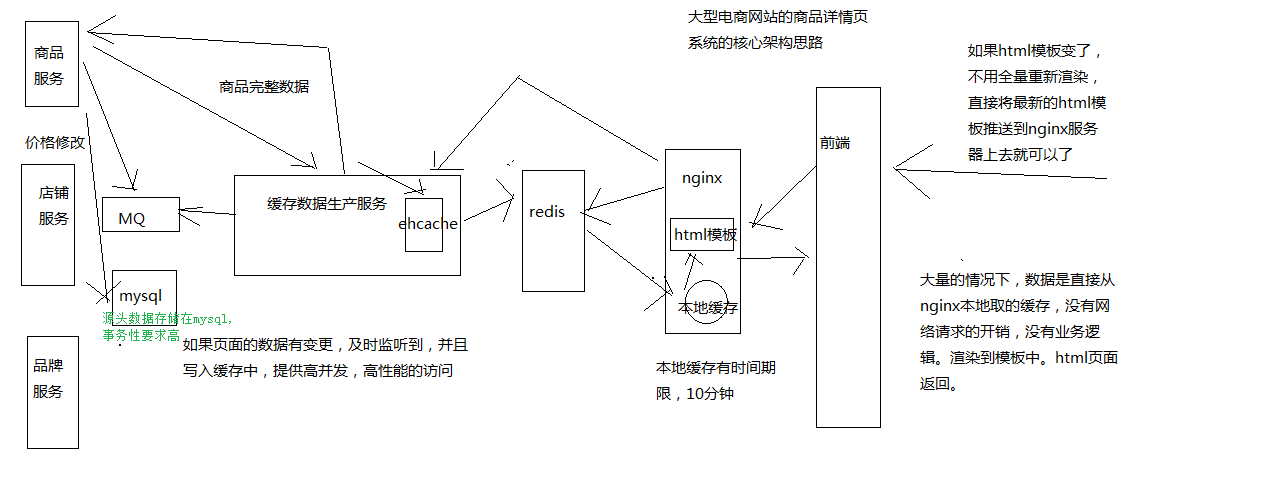 大型电商网站的商品详情页
系统的核心架构思路
商品
服务
商品完整数据
价格修改
店铺
服务
MQ
缓存数据生产服务
ehcache
redis
nginx
html模板
本地缓存
前端
如果html模板变了，
不用全量重新渲染，
直接将最新的html模
板推送到nginx服务
器上去就可以了
mysql
源头数据存储在mysql,
事务性要求高
如果页面的数据有变更，及时监听到，并且
写入缓存中，提供高并发，高性能的访问
品牌
服务
本地缓存有时间期
限，10分钟
大量的情况下，数据是直接从
nginx本地取的缓存，没有网
络请求的开销，没有业务逻
辑。渲染到模板中。html页面
返回。